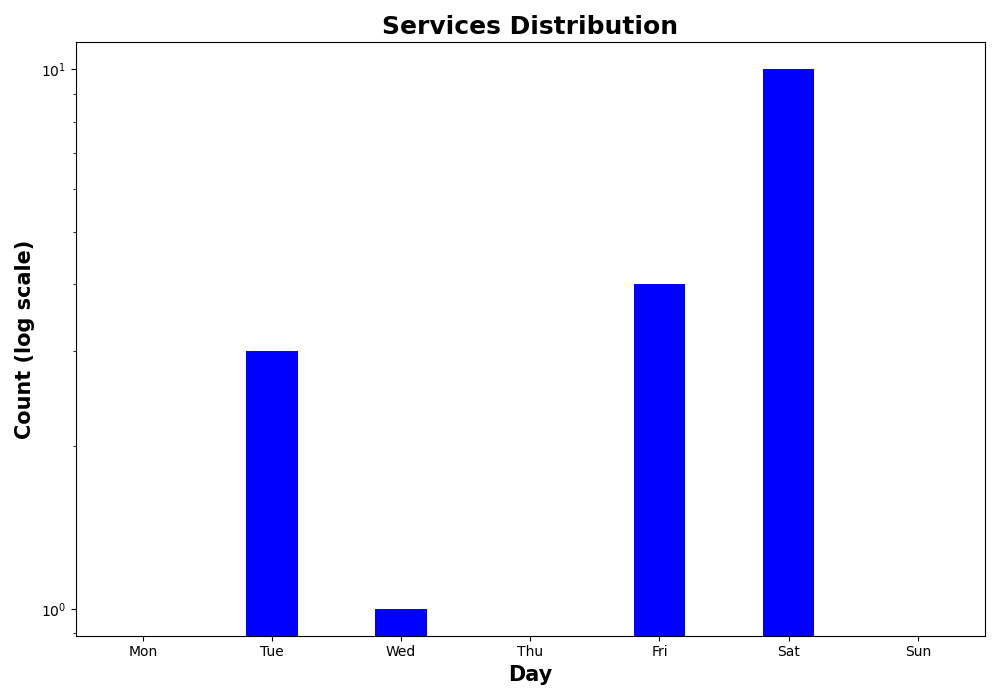 Services Distribution
Count (log scale)
10¹
10⁰
Mon Tue Wed Thu Fri Sat Sun
Day